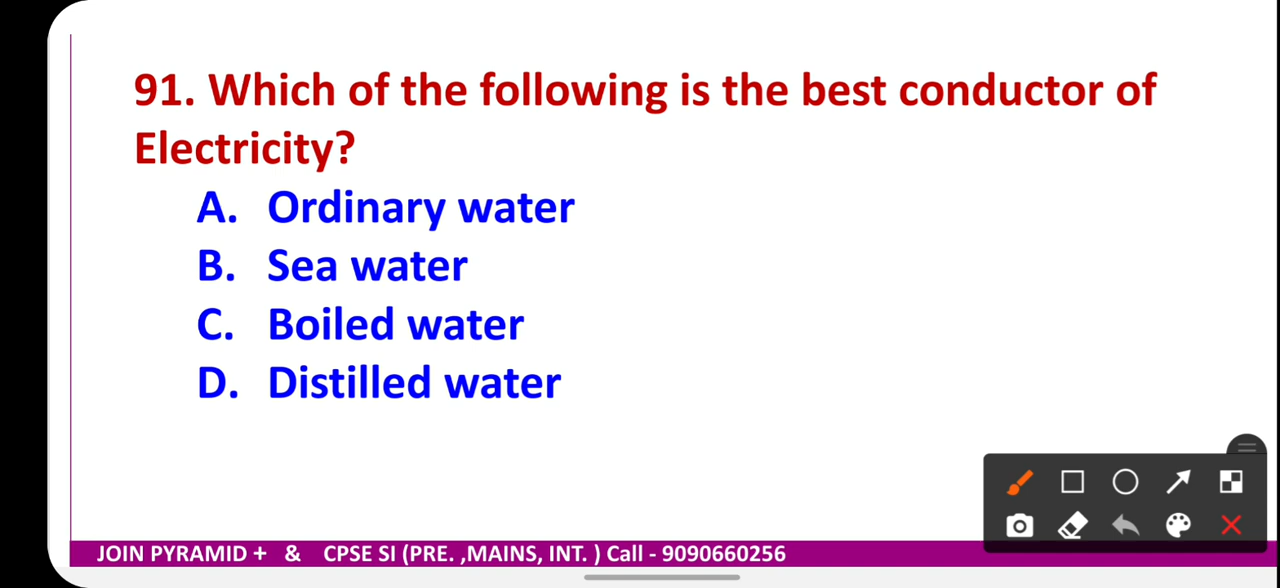 91. Which of the following is the best conductor of
Electricity?
A. Ordinary water
B. Sea water
C. Boiled water
D. Distilled water
JOIN PYRAMID + & CPSE SI (PRE. ,MAINS, INT. ) Call - 9090660256